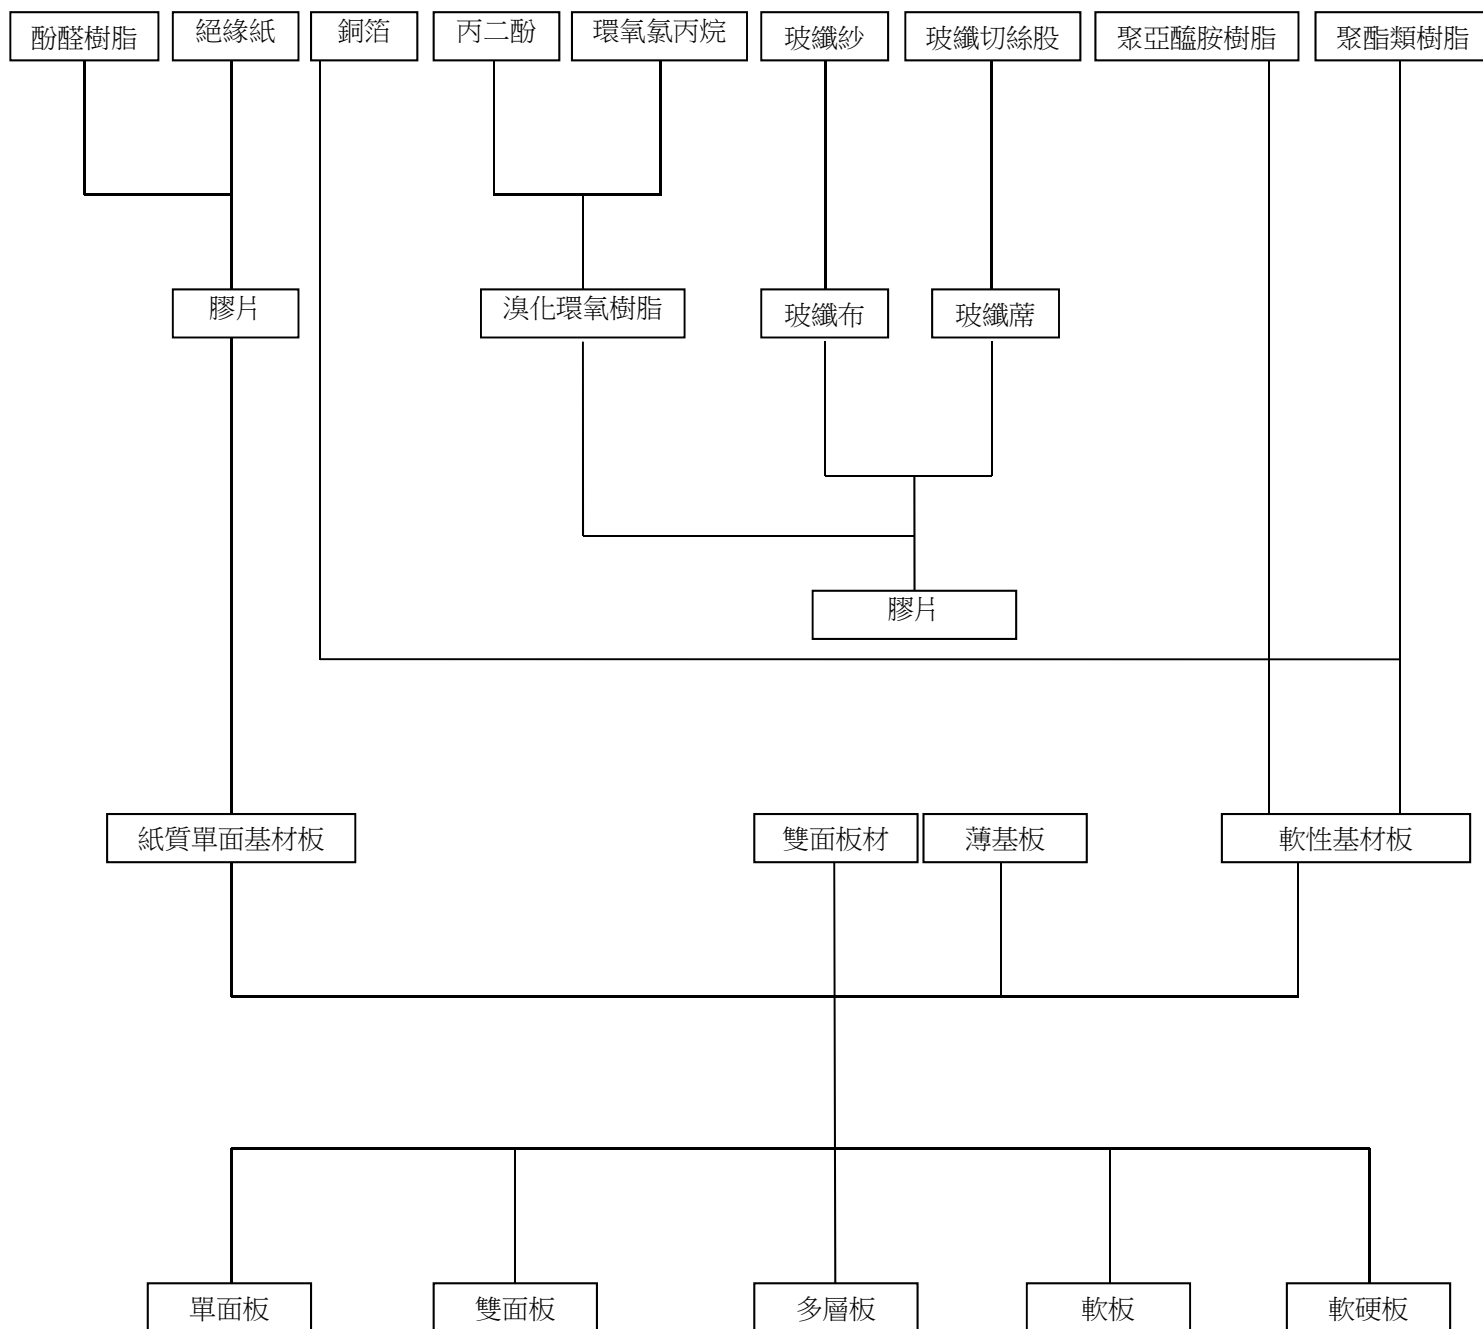 酚醛樹脂
絕緣紙
銅箔
丙二酚
環氧氯丙烷
玻纖紗
玻纖切絲股
聚亞醯胺樹脂
聚酯類樹脂
膠片
溴化環氧樹脂
玻纖布
玻纖蓆
膠片
紙質單面基材板
雙面板材
薄基板
軟性基材板
單面板
雙面板
多層板
軟板
軟硬板